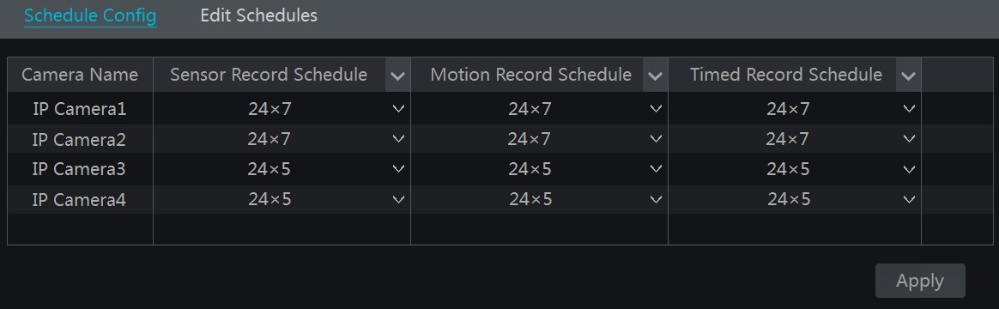 Schedule Config Edit Schedules
Camera Name Sensor Record Schedule Motion Record Schedule Timed Record Schedule
IP Camera1 24×7 24×7 24×7
IP Camera2 24×7 24×7 24×7
IP Camera3 24×5 24×5 24×5
IP Camera4 24×5 24×5 24×5
Apply